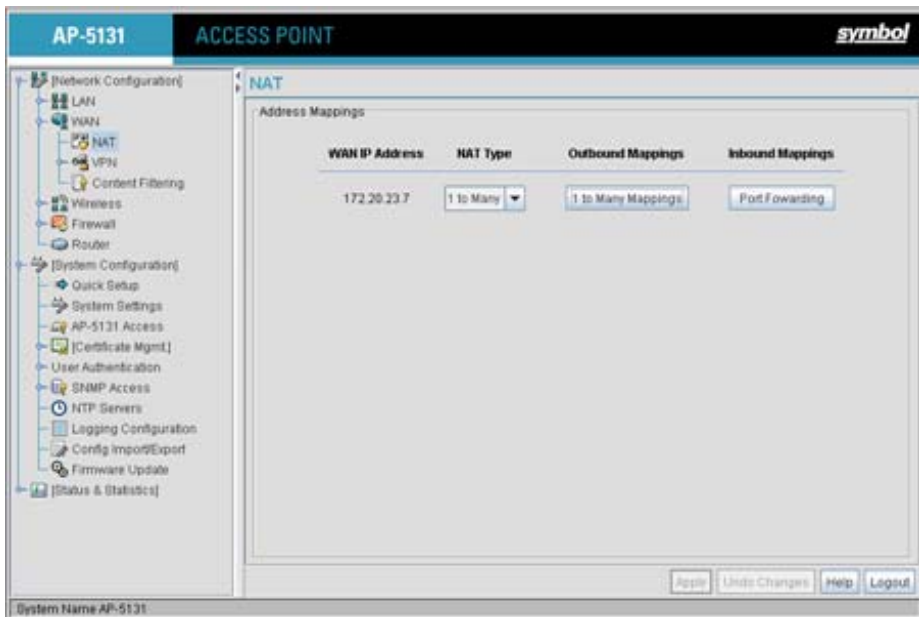 AP-5131 ACCESS POINT symbol
[Network Configuration]
LAN
WAN
NAT
VPN
Content Filtering
Wireless
Firewall
Router
[System Configuration]
Quick Setup
System Settings
AP-5131 Access
[Certificate Mgmt.]
User Authentication
SNMP Access
NTP Servers
Logging Configuration
Config Import/Export
Firmware Update
[Status & Statistics]
NAT
Address Mappings
WAN IP Address NAT Type Outbound Mappings Inbound Mappings
172.20.23.7 1 to Many 1 to Many Mappings Port Fowarding
Apply Undo Changes Help Logout
System Name AP-5131